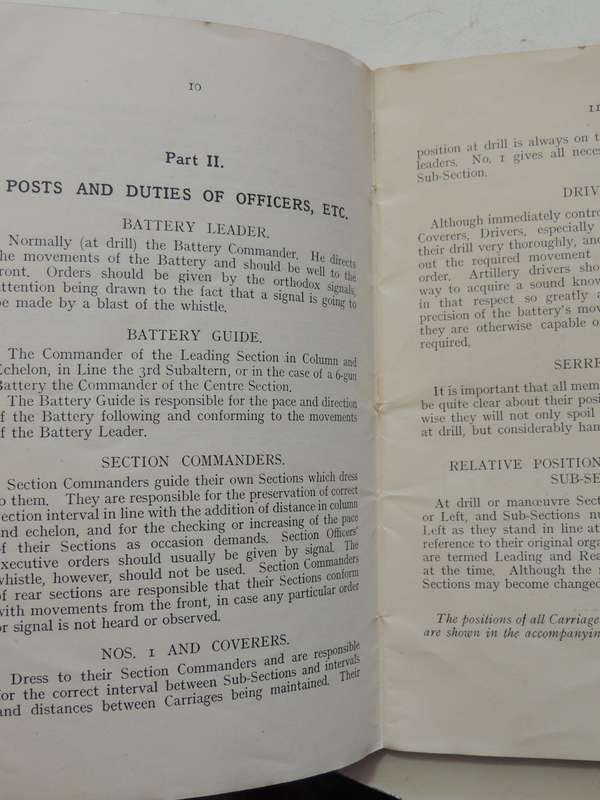 10
Part II.
POSTS AND DUTIES OF OFFICERS, ETC.
BATTERY LEADER.
Normally (at drill) the Battery Commander. He directs
the movements of the Battery and should be well to the
front. Orders should be given by the orthodox signals,
attention being drawn to the fact that a signal is going to
be made by a blast of the whistle.
BATTERY GUIDE.
The Commander of the Leading Section in Column and
Echelon, in Line the 3rd Subaltern, or in the case of a 6-gun
Battery the Commander of the Centre Section.
The Battery Guide is responsible for the pace and direction
of the Battery following and conforming to the movements
of the Battery Leader.
SECTION COMMANDERS.
Section Commanders guide their own Sections which dress
to them. They are responsible for the preservation of correct
section interval in line with the addition of distance in column
and echelon, and for the checking or increasing of the pace
of their Sections as occasion demands. Section Officers'
executive orders should usually be given by signal. The
whistle, however, should not be used. Section Commanders
of rear sections are responsible that their Sections conform
with movements from the front, in case any particular order
or signal is not heard or observed.
NOS. 1 AND COVERERS.
Dress to their Section Commanders and are responsible
for the correct interval between Sub-Sections and intervals
and distances between Carriages being maintained. Their
11
position at drill is always on t
leaders. No. 1 gives all neces
Sub-Section.
DRIV
Although immediately contro
Coverers, Drivers, especially
their drill very thoroughly, and
out the required movement
order. Artillery drivers sho
way to acquire a sound know
in that respect so greatly a
precision of the battery's mov
they are otherwise capable o
required.
SERRE
It is important that all mem
be quite clear about their posi
wise they will not only spoil
at drill, but considerably han
RELATIVE POSITION
SUB-SE
At drill or manœuvre Sect
or Left, and Sub-Sections nu
Left as they stand in line at
reference to their original orga
are termed Leading and Rea
at the time. Although the
Sections may become changed
The positions of all Carriage
are shown in the accompanyin